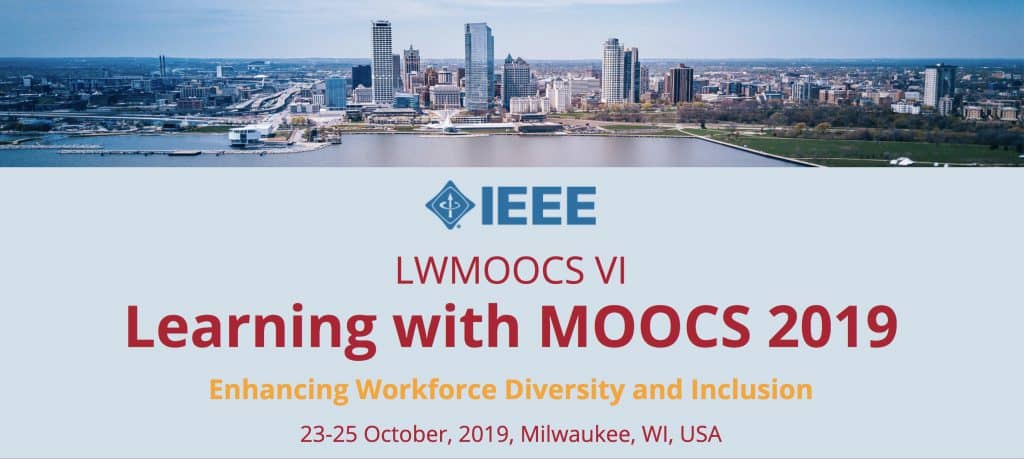 IEEE
LWMOOCS VI
Learning with MOOCS 2019
Enhancing Workforce Diversity and Inclusion
23-25 October, 2019, Milwaukee, WI, USA